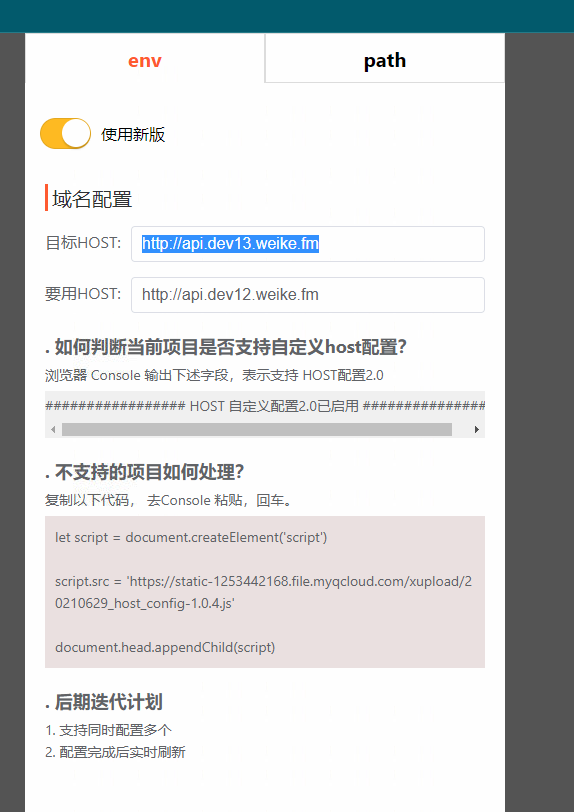 env
path
使用新版
域名配置
目标HOST: http://api.dev13.weike.fm
要用HOST: http://api.dev12.weike.fm
. 如何判断当前项目是否支持自定义host配置?
浏览器 Console 输出下述字段，表示支持 HOST配置2.0
################# HOST 自定义配置2.0已启用 ###############
. 不支持的项目如何处理?
复制以下代码， 去Console 粘贴，回车。
let script = document.createElement('script')
script.src = 'https://static-1253442168.file.myqcloud.com/xupload/2
0210629_host_config-1.0.4.js'
document.head.appendChild(script)
. 后期迭代计划
1. 支持同时配置多个
2. 配置完成后实时刷新